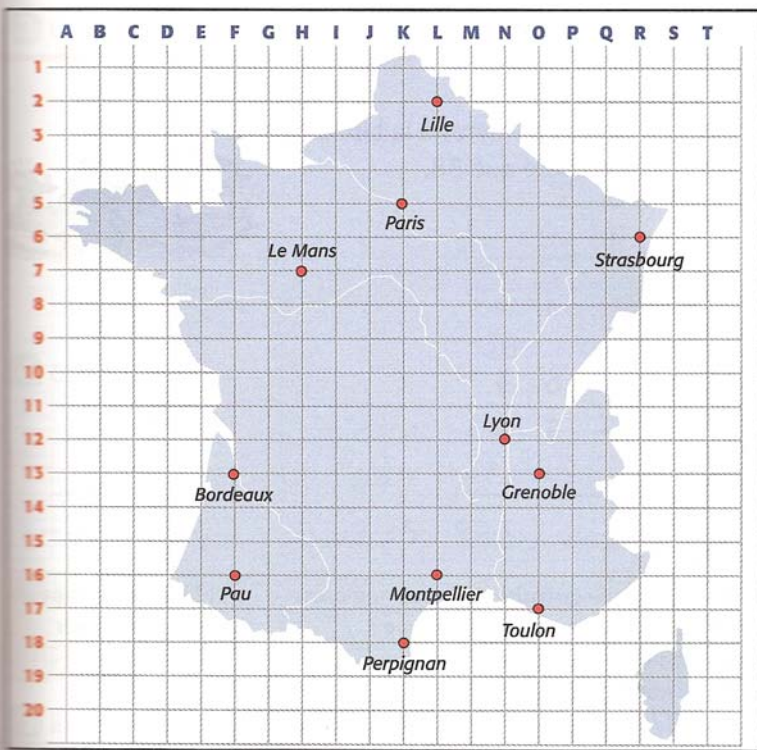 A B C D E F G H I J K L M N O P Q R S T
1
2
Lille
3
4
5
Paris
6
Strasbourg
Le Mans
7
8
9
10
11
Lyon
12
13
Bordeaux
Grenoble
14
15
16
Pau
Montpellier
17
Toulon
18
Perpignan
19
20